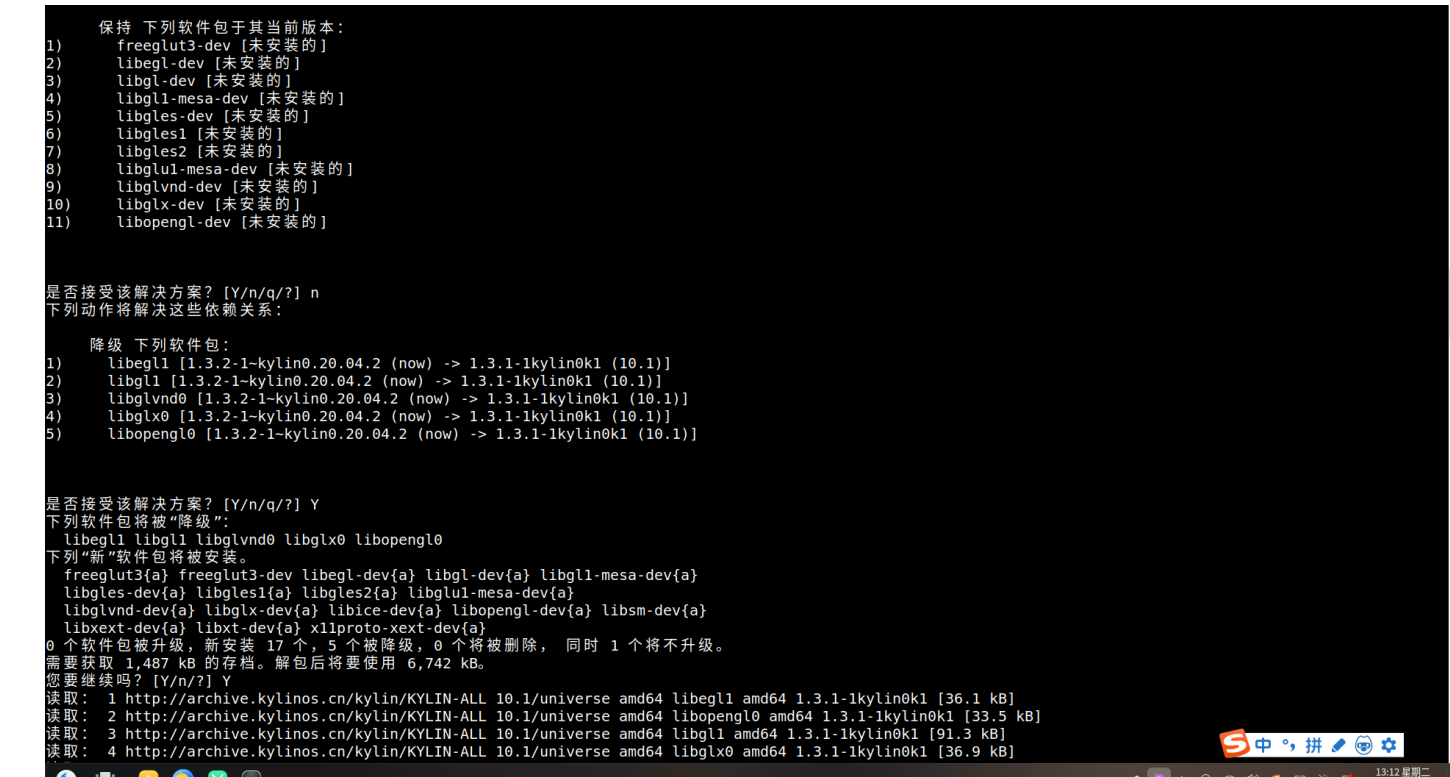 保持 下列软件包于其当前版本:
1) freeglut3-dev [未安装的]
2) libegl-dev [未安装的]
3) libgl-dev [未安装的]
4) libgl1-mesa-dev [未安装的]
5) libgles-dev [未安装的]
6) libgles1 [未安装的]
7) libgles2 [未安装的]
8) libglu1-mesa-dev [未安装的]
9) libglvnd-dev [未安装的]
10) libglx-dev [未安装的]
11) libopengl-dev [未安装的]
是否接受该解决方案？[Y/n/q/?] n
下列动作将解决这些依赖关系：
降级 下列软件包：
1) libegl1 [1.3.2-1~kylin0.20.04.2 (now) -> 1.3.1-1kylin0k1 (10.1)]
2) libgl1 [1.3.2-1~kylin0.20.04.2 (now) -> 1.3.1-1kylin0k1 (10.1)]
3) libglvnd0 [1.3.2-1~kylin0.20.04.2 (now) -> 1.3.1-1kylin0k1 (10.1)]
4) libglx0 [1.3.2-1~kylin0.20.04.2 (now) -> 1.3.1-1kylin0k1 (10.1)]
5) libopengl0 [1.3.2-1~kylin0.20.04.2 (now) -> 1.3.1-1kylin0k1 (10.1)]
是否接受该解决方案？[Y/n/q/?] Y
下列软件包将被“降级”：
libegl1 libgl1 libglvnd0 libglx0 libopengl0
下列“新”软件包将被安装。
freeglut3{a} freeglut3-dev libegl-dev{a} libgl-dev{a} libgl1-mesa-dev{a}
libgles-dev{a} libgles1{a} libgles2{a} libglu1-mesa-dev{a}
libglvnd-dev{a} libglx-dev{a} libice-dev{a} libopengl-dev{a} libsm-dev{a}
libxext-dev{a} libxt-dev{a} x11proto-xext-dev{a}
0 个软件包被升级，新安装 17 个，5 个被降级，0 个将被删除， 同时 1 个将不升级。
需要获取 1,487 kB 的存档。解包后将要使用 6,742 kB。
您要继续吗？[Y/n/?] Y
读取： 1 http://archive.kylinos.cn/kylin/KYLIN-ALL 10.1/universe amd64 libegl1 amd64 1.3.1-1kylin0k1 [36.1 kB]
读取： 2 http://archive.kylinos.cn/kylin/KYLIN-ALL 10.1/universe amd64 libopengl0 amd64 1.3.1-1kylin0k1 [33.5 kB]
读取： 3 http://archive.kylinos.cn/kylin/KYLIN-ALL 10.1/universe amd64 libgl1 amd64 1.3.1-1kylin0k1 [91.3 kB]
读取： 4 http://archive.kylinos.cn/kylin/KYLIN-ALL 10.1/universe amd64 libglx0 amd64 1.3.1-1kylin0k1 [36.9 kB]
S 中 °, 拼
13:12 星期二